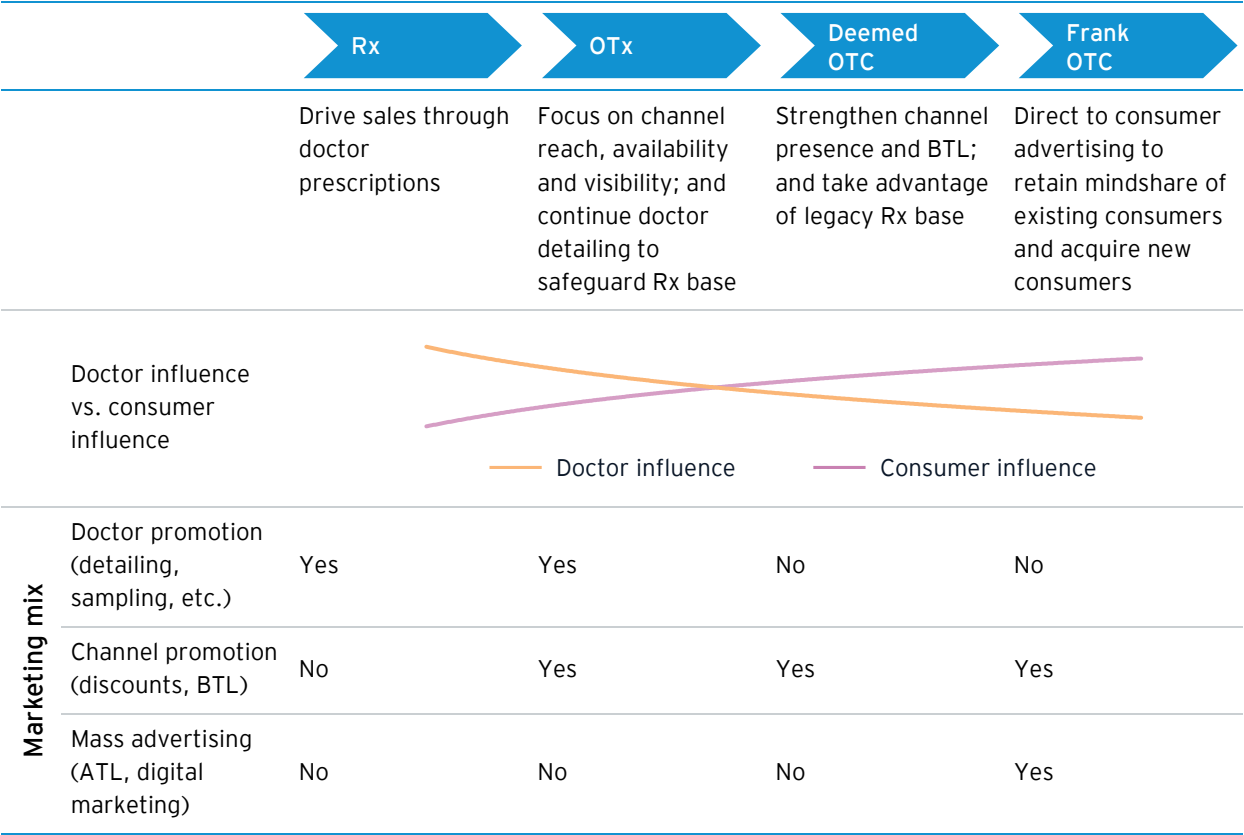 Rx
OTx
Deemed
OTC
Frank
OTC
Drive sales through
doctor
prescriptions
Focus on channel
reach, availability
and visibility; and
continue doctor
detailing to
safeguard Rx base
Strengthen channel
presence and BTL;
and take advantage
of legacy Rx base
Direct to consumer
advertising to
retain mindshare of
existing consumers
and acquire new
consumers
Doctor influence
vs. consumer
influence
Doctor influence
Consumer influence
Marketing mix
Doctor promotion
(detailing,
sampling, etc.)
Yes
Yes
No
No
Channel promotion
(discounts, BTL)
No
Yes
Yes
Yes
Mass advertising
(ATL, digital
marketing)
No
No
No
Yes